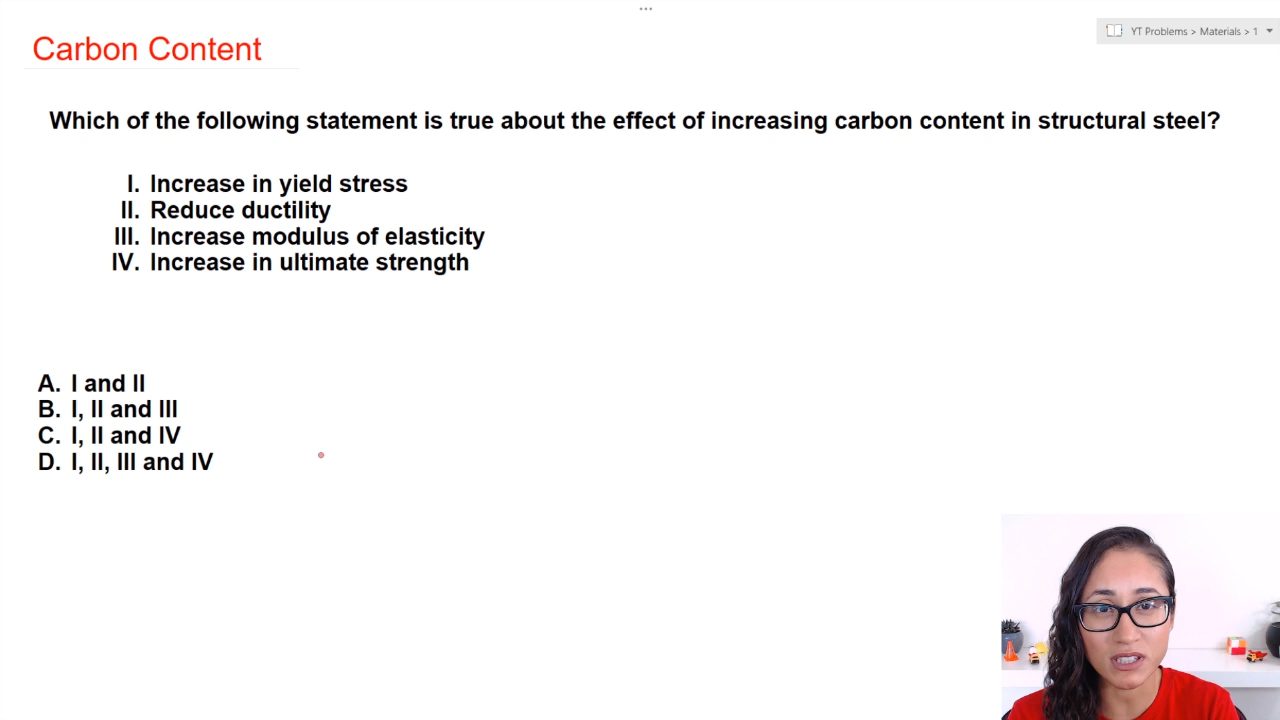 ...
YT Problems > Materials > 1
Carbon Content
Which of the following statement is true about the effect of increasing carbon content in structural steel?
I. Increase in yield stress
II. Reduce ductility
III. Increase modulus of elasticity
IV. Increase in ultimate strength
A. I and II
B. I, II and III
C. I, II and IV
D. I, II, III and IV